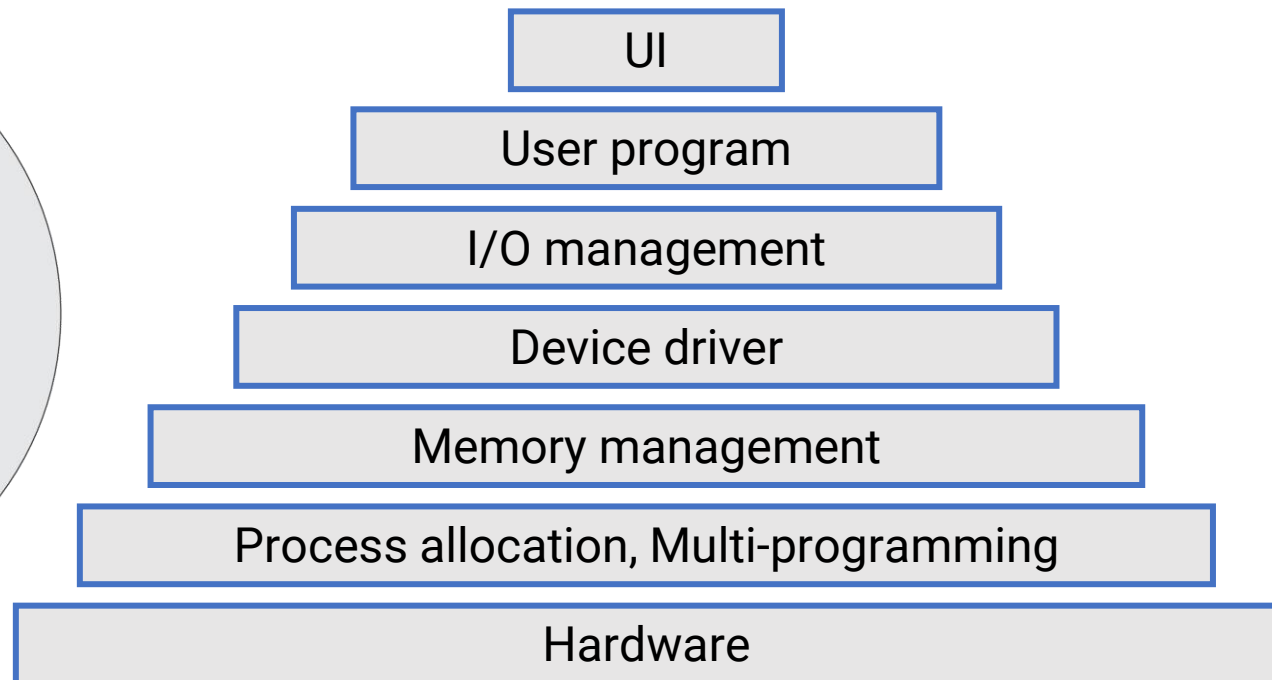 UI
User program
I/O management
Device driver
Memory management
Process allocation, Multi-programming
Hardware